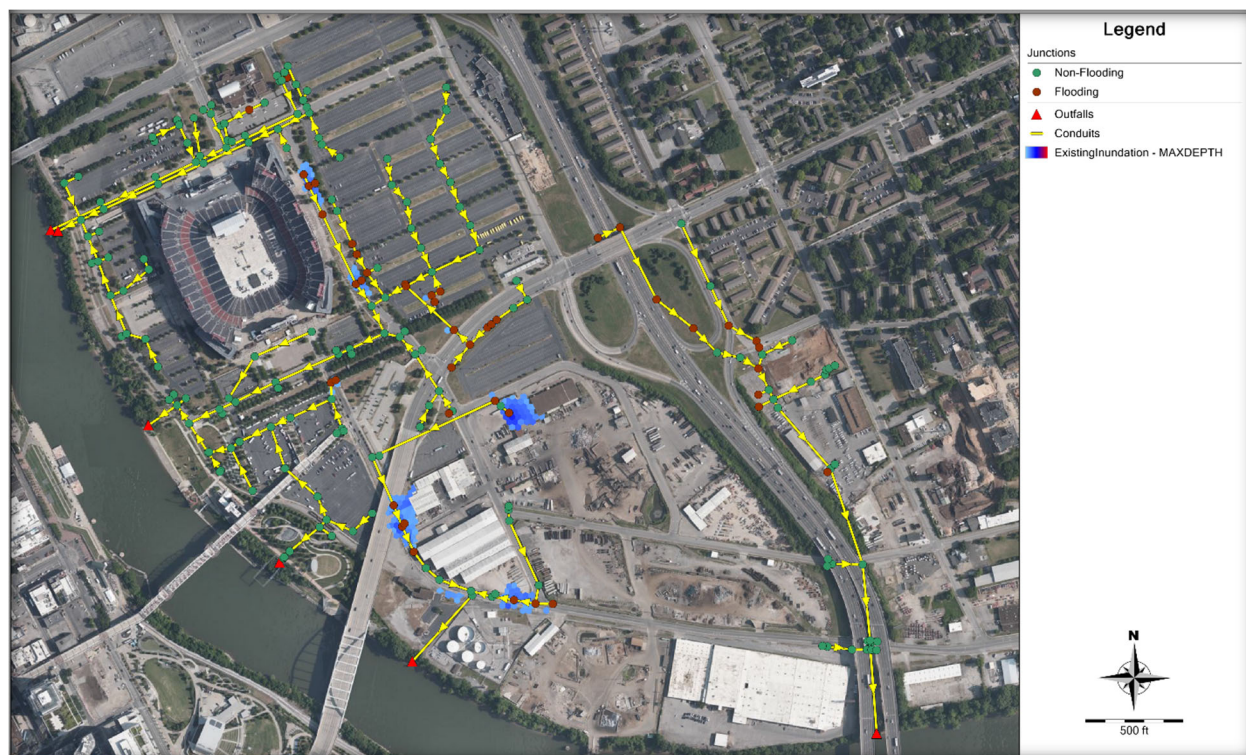 Legend
Junctions
Non-Flooding
Flooding
Outfalls
Conduits
ExistingInundation - MAXDEPTH
N
500 ft